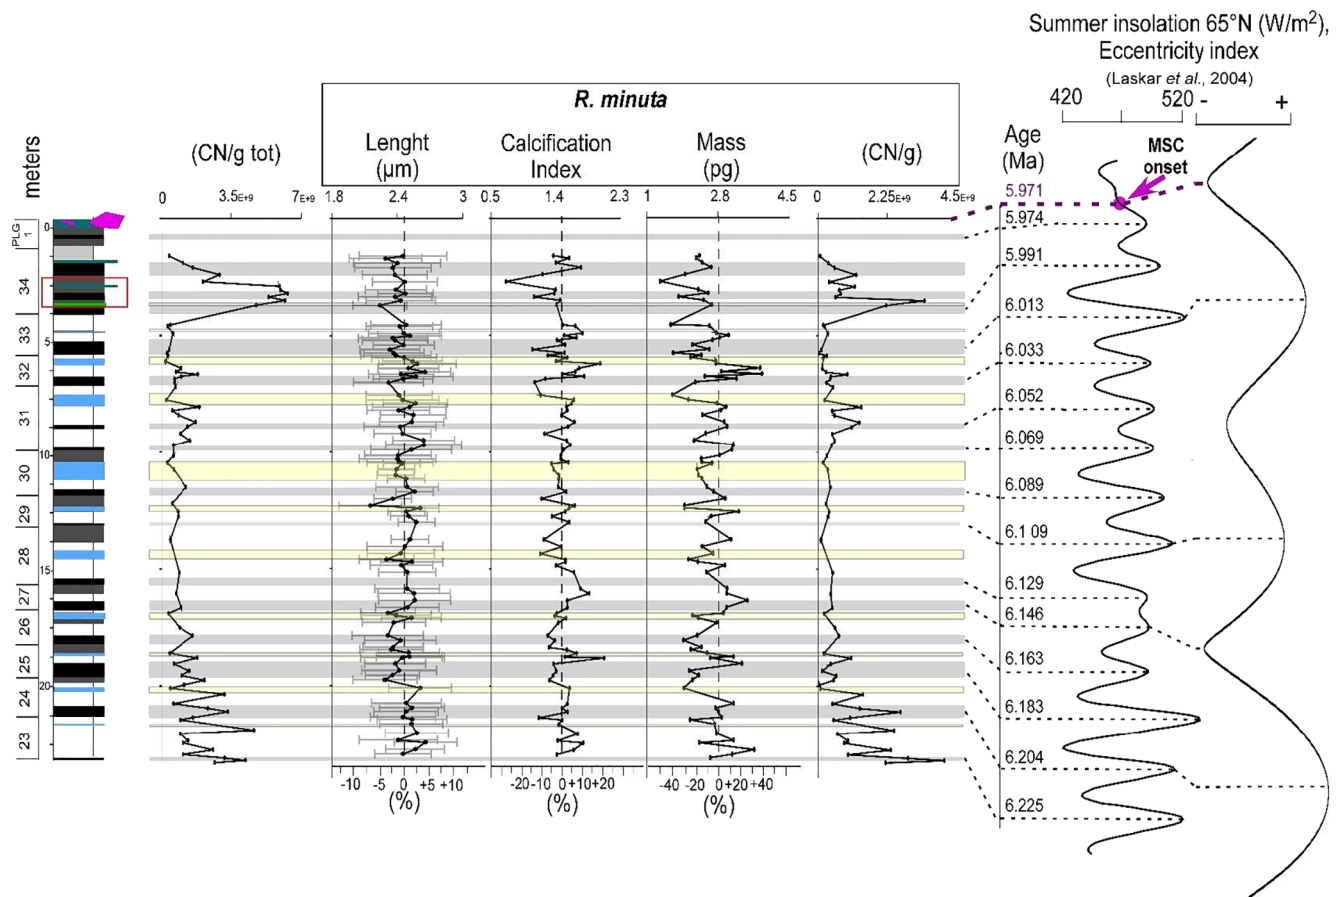 Summer insolation 65°N (W/m²),
Eccentricity index
(Laskar et al., 2004)
420 520 - +
R. minuta
(CN/g tot)
Lenght
(µm)
Calcification
Index
Mass
(pg)
(CN/g)
Age
(Ma)
MSC
onset
meters
0 3.5E+9 7E+9
1.8 2.4 3
0.5 1.4 2.3
1 2.8 4.5
0 2.25E+9 4.5E+9
5.971
5.974
5.991
6.013
6.033
6.052
6.069
6.089
6.1 09
6.129
6.146
6.163
6.183
6.204
6.225
PLG
1
34
33
32
31
30
29
28
27
26
25
24
23
0
5
10
15
20
-10 -5 0 +5 +10
(%)
-20 -10 0 +10 +20
(%)
-40 -20 0 +20 +40
(%)